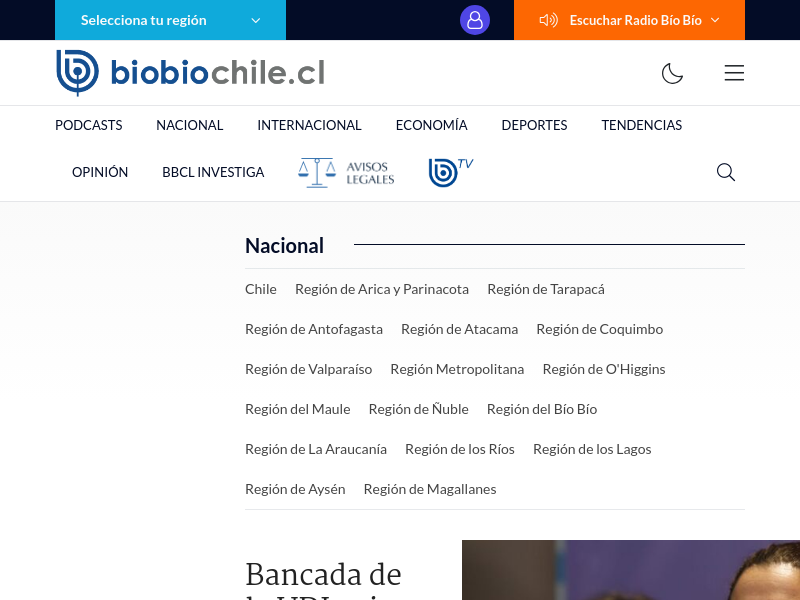 Selecciona tu región
Escuchar Radio Bío Bío
biobiochile.cl
PODCASTS NACIONAL INTERNACIONAL ECONOMÍA DEPORTES TENDENCIAS
OPINIÓN BBCL INVESTIGA AVISOS LEGALES TV
Nacional
Chile Región de Arica y Parinacota Región de Tarapacá
Región de Antofagasta Región de Atacama Región de Coquimbo
Región de Valparaíso Región Metropolitana Región de O'Higgins
Región del Maule Región de Ñuble Región del Bío Bío
Región de La Araucanía Región de los Ríos Región de los Lagos
Región de Aysén Región de Magallanes
Bancada de